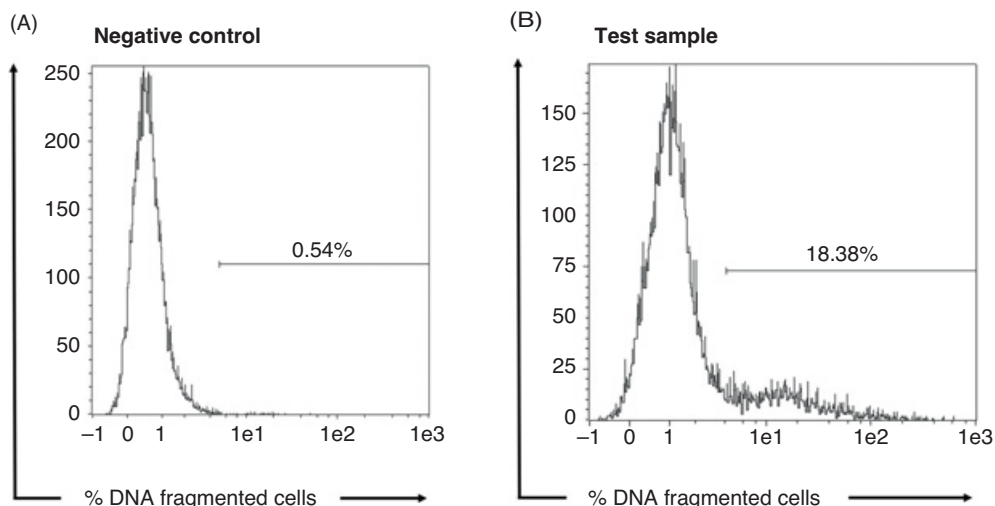 (A)
Negative control
250
200
150
100
50
0
0.54%
−1 0 1 1e1 1e2 1e3
% DNA fragmented cells
(B)
Test sample
150
125
100
75
50
25
0
18.38%
−1 0 1 1e1 1e2 1e3
% DNA fragmented cells